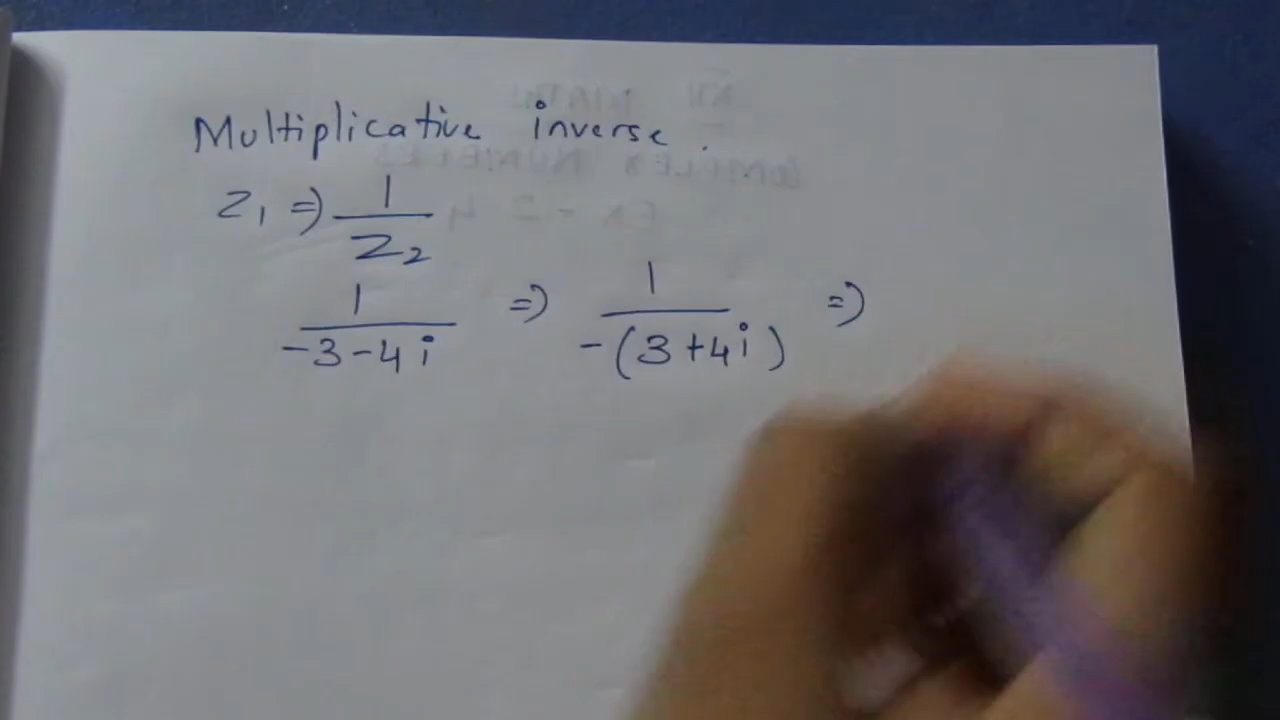 Multiplicative inverse.
z₁ ⇒ 1/z₂
1/(-3-4i) ⇒ 1/(-(3+4i)) ⇒